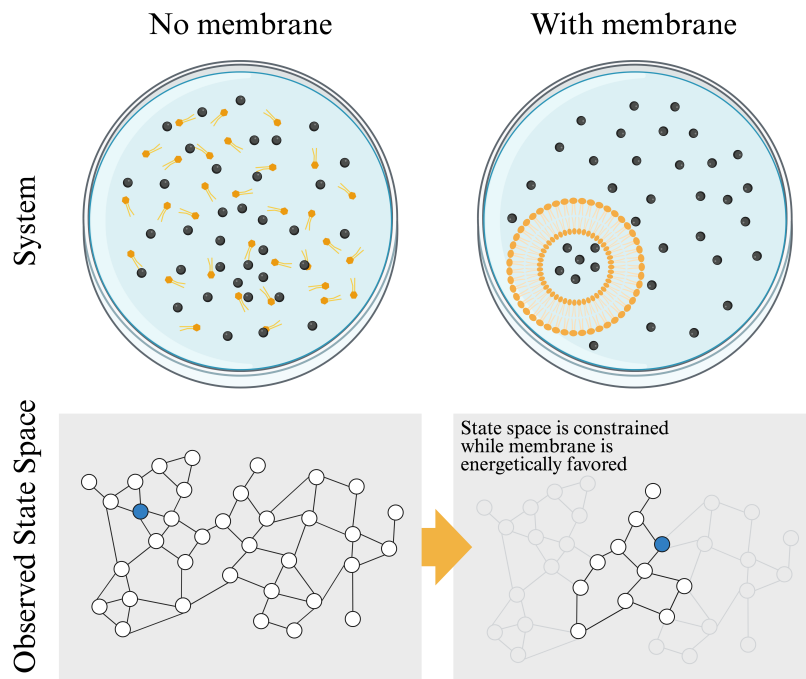 No membrane
With membrane
System
Observed State Space
State space is constrained
while membrane is
energetically favored